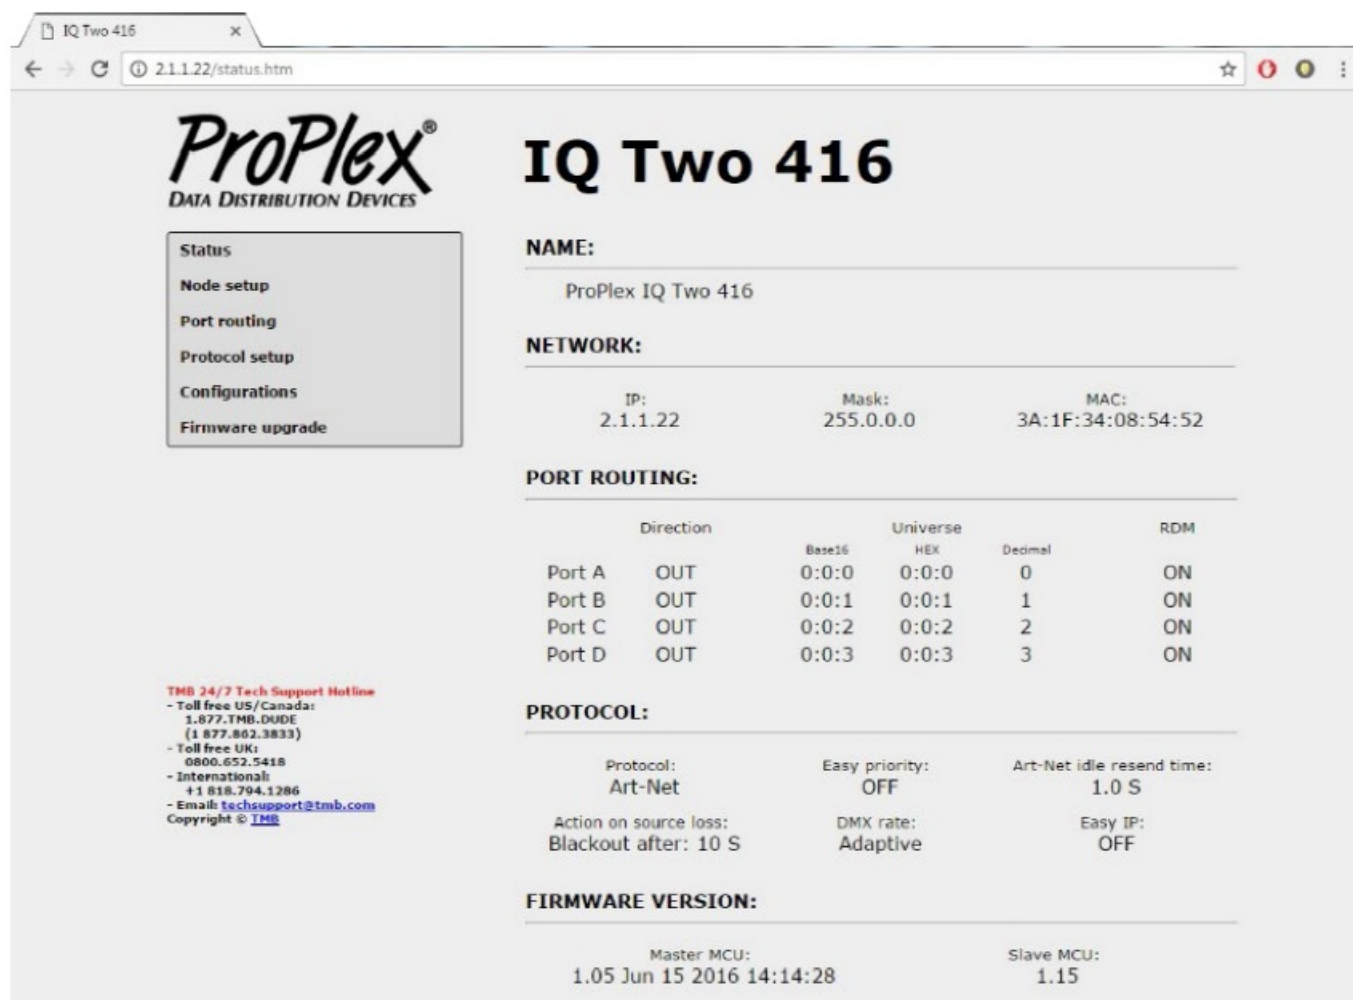 IQ Two 416
2.1.1.22/status.htm
ProPlex®
DATA DISTRIBUTION DEVICES
Status
Node setup
Port routing
Protocol setup
Configurations
Firmware upgrade
TMB 24/7 Tech Support Hotline
- Toll free US/Canada:
1.877.TMB.DUDE
(1 877.862.3833)
- Toll free UK:
0800.652.5418
- International:
+1 818.794.1286
- Email: techsupport@tmb.com
Copyright © TMB
IQ Two 416
NAME:
ProPlex IQ Two 416
NETWORK:
IP: Mask: MAC:
2.1.1.22 255.0.0.0 3A:1F:34:08:54:52
PORT ROUTING:
Direction Universe RDM
Base16 HEX Decimal
Port A OUT 0:0:0 0:0:0 0 ON
Port B OUT 0:0:1 0:0:1 1 ON
Port C OUT 0:0:2 0:0:2 2 ON
Port D OUT 0:0:3 0:0:3 3 ON
PROTOCOL:
Protocol: Easy priority: Art-Net idle resend time:
Art-Net OFF 1.0 S
Action on source loss: DMX rate: Easy IP:
Blackout after: 10 S Adaptive OFF
FIRMWARE VERSION:
Master MCU: Slave MCU:
1.05 Jun 15 2016 14:14:28 1.15